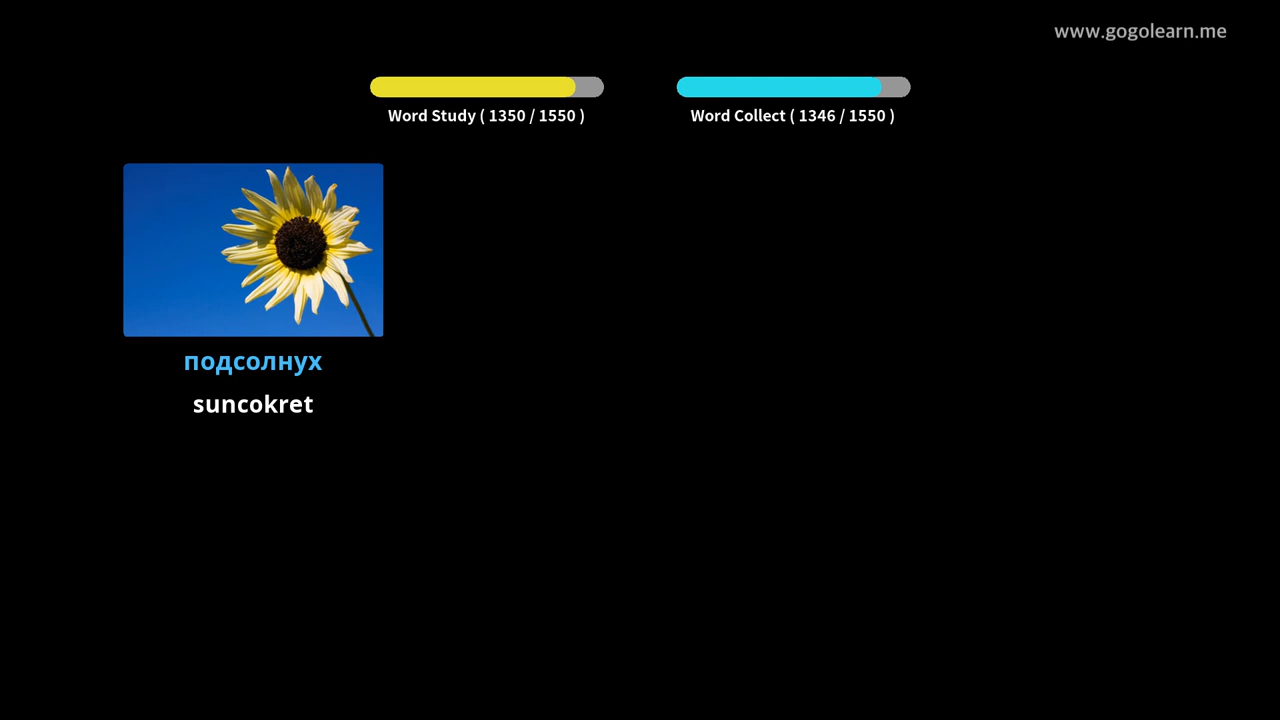 www.gogolearn.me
Word Study ( 1350 / 1550 )
Word Collect ( 1346 / 1550 )
подсолнух
suncokret